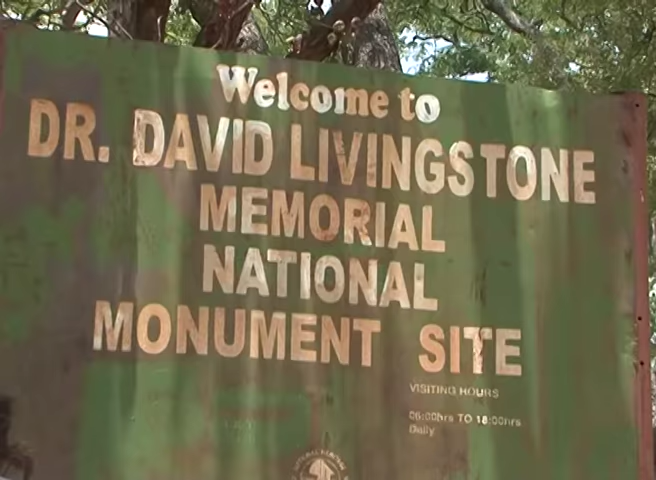 Welcome to
DR. DAVID LIVINGSTONE
MEMORIAL
NATIONAL
MONUMENT SITE
VISITING HOURS
06:00hrs TO 18:00hrs
Daily